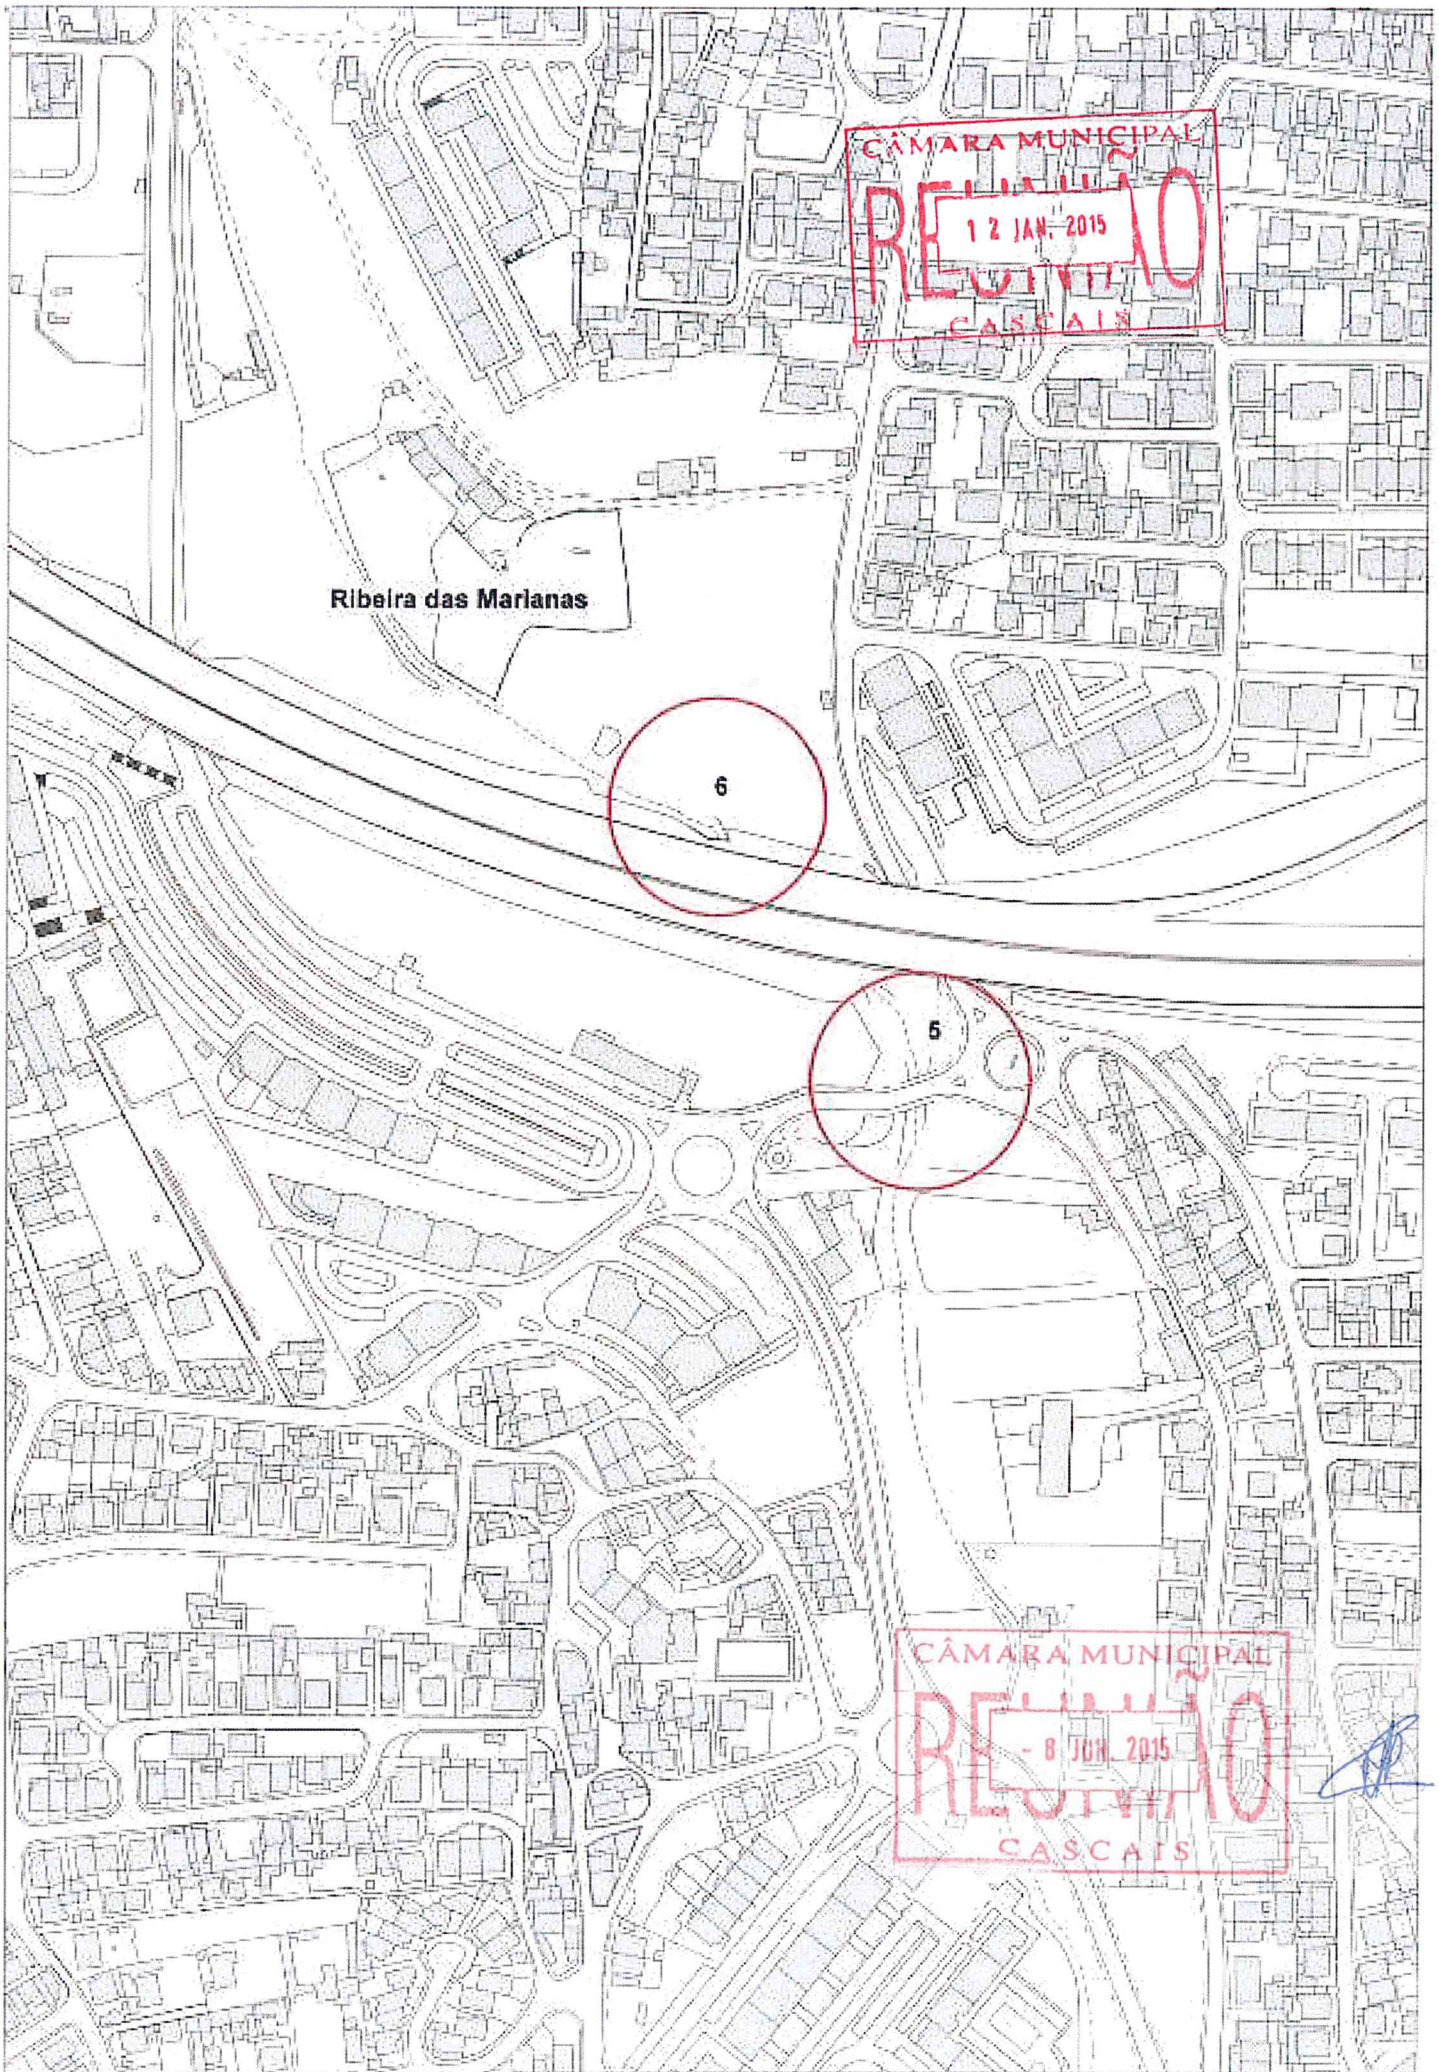 CÂMARA MUNICIPAL
REUNIÃO
12 JAN. 2015
CASCAIS
Ribeira das Marianas
6
5
CÂMARA MUNICIPAL
REUNIÃO
- 8 JUN. 2015
CASCAIS